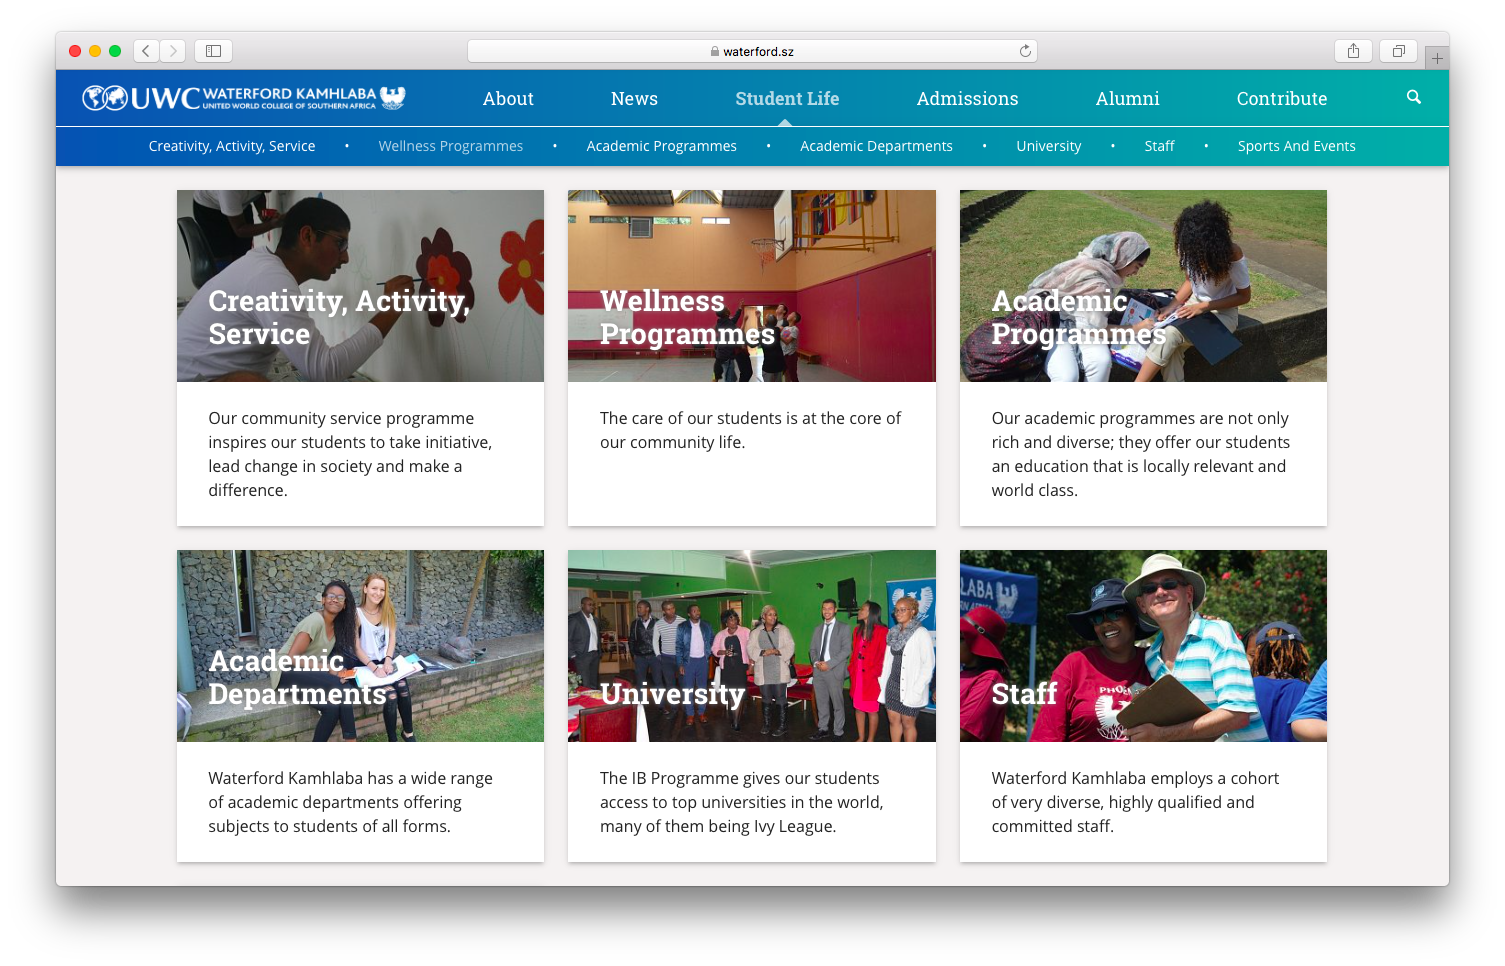 waterford.sz
UWC WATERFORD KAMHLABA
UNITED WORLD COLLEGE OF SOUTHERN AFRICA
About
News
Student Life
Admissions
Alumni
Contribute
Creativity, Activity, Service • Wellness Programmes • Academic Programmes • Academic Departments • University • Staff • Sports And Events
Creativity, Activity,
Service
Our community service programme
inspires our students to take initiative,
lead change in society and make a
difference.
Wellness
Programmes
The care of our students is at the core of
our community life.
Academic
Programmes
Our academic programmes are not only
rich and diverse; they offer our students
an education that is locally relevant and
world class.
Academic
Departments
Waterford Kamhlaba has a wide range
of academic departments offering
subjects to students of all forms.
University
The IB Programme gives our students
access to top universities in the world,
many of them being Ivy League.
LABA
Staff
Waterford Kamhlaba employs a cohort
of very diverse, highly qualified and
committed staff.